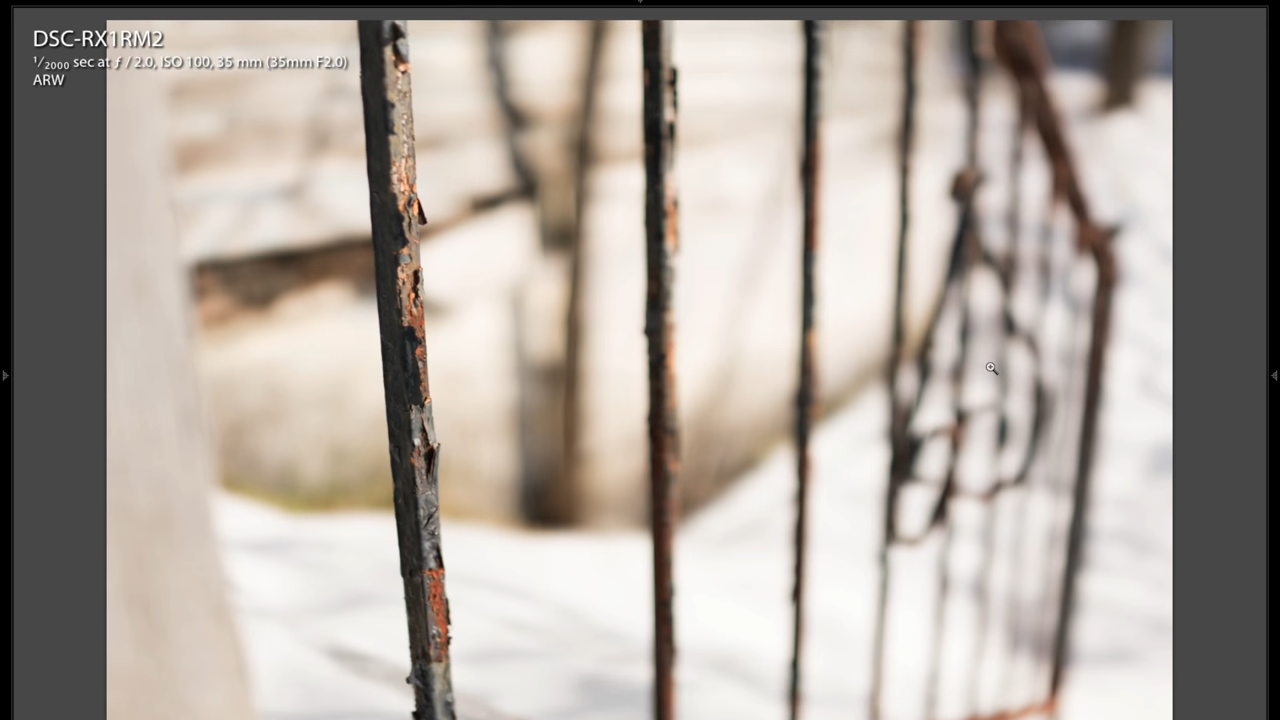 DSC-RX1RM2
1/2000 sec at ƒ / 2.0, ISO 100, 35 mm (35mm F2.0)
ARW